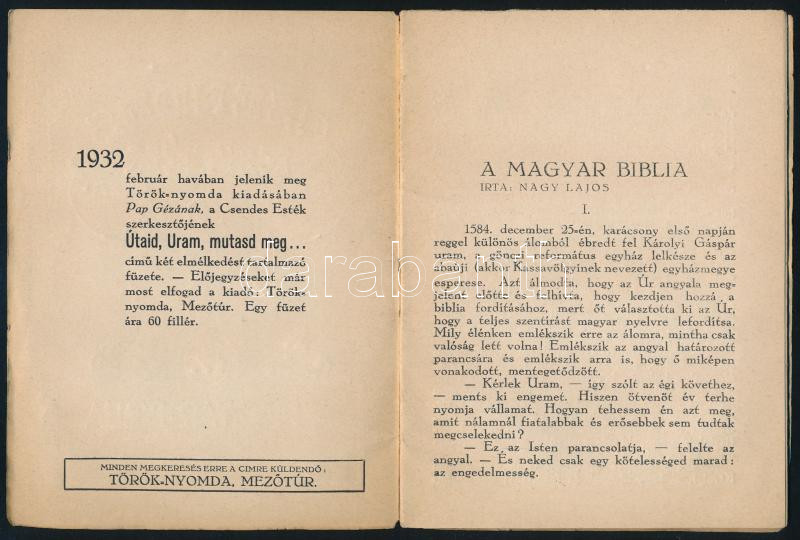 1932
február havában jelenik meg
Török-nyomda kiadásában
Pap Gézának, a Csendes Esték
szerkesztőjének
Útaid, Uram, mutasd meg...
című két elmélkedést tartalmazó
füzete. — Előjegyzéseket már
most elfogad a kiadó: Török-
nyomda, Mezőtúr. Egy füzet
ára 60 fillér.
MINDEN MEGKERESÉS ERRE A CIMRE KÜLDENDŐ:
TÖRÖK-NYOMDA, MEZŐTÚR.
A MAGYAR BIBLIA
IRTA: NAGY LAJOS
I.
1584. december 25-én, karácsony első napján
reggel különös álomból ébredt fel Károlyi Gáspár
uram, a gönci református egyház lelkésze és az
abaúji (akkor Kassavölgyinek nevezett) egyházmegye
esperese. Azt álmodta, hogy az Úr angyala meg-
jelent előtte és felhívta, hogy kezdjen hozzá a
biblia fordításához, mert őt választotta ki az Úr,
hogy a teljes szentirást magyar nyelvre lefordítsa.
Mily élénken emlékszik erre az álomra, mintha csak
valóság lett volna! Emlékszik az angyal határozott
parancsára és emlékszik arra is, hogy ő miképen
vonakodott, mentegetődzött.
— Kérlek Uram, — így szólt az égi követhez,
— ments ki engemet. Hiszen ötvenöt év terhe
nyomja vállamat. Hogyan tehessem én azt meg,
amit nálamnál fiatalabbak és erősebbek sem tudtak
megcselekedni?
— Ez az Isten parancsolatja, — felelte az
angyal. — És neked csak egy kötelességed marad:
az engedelmesség.
darabanth